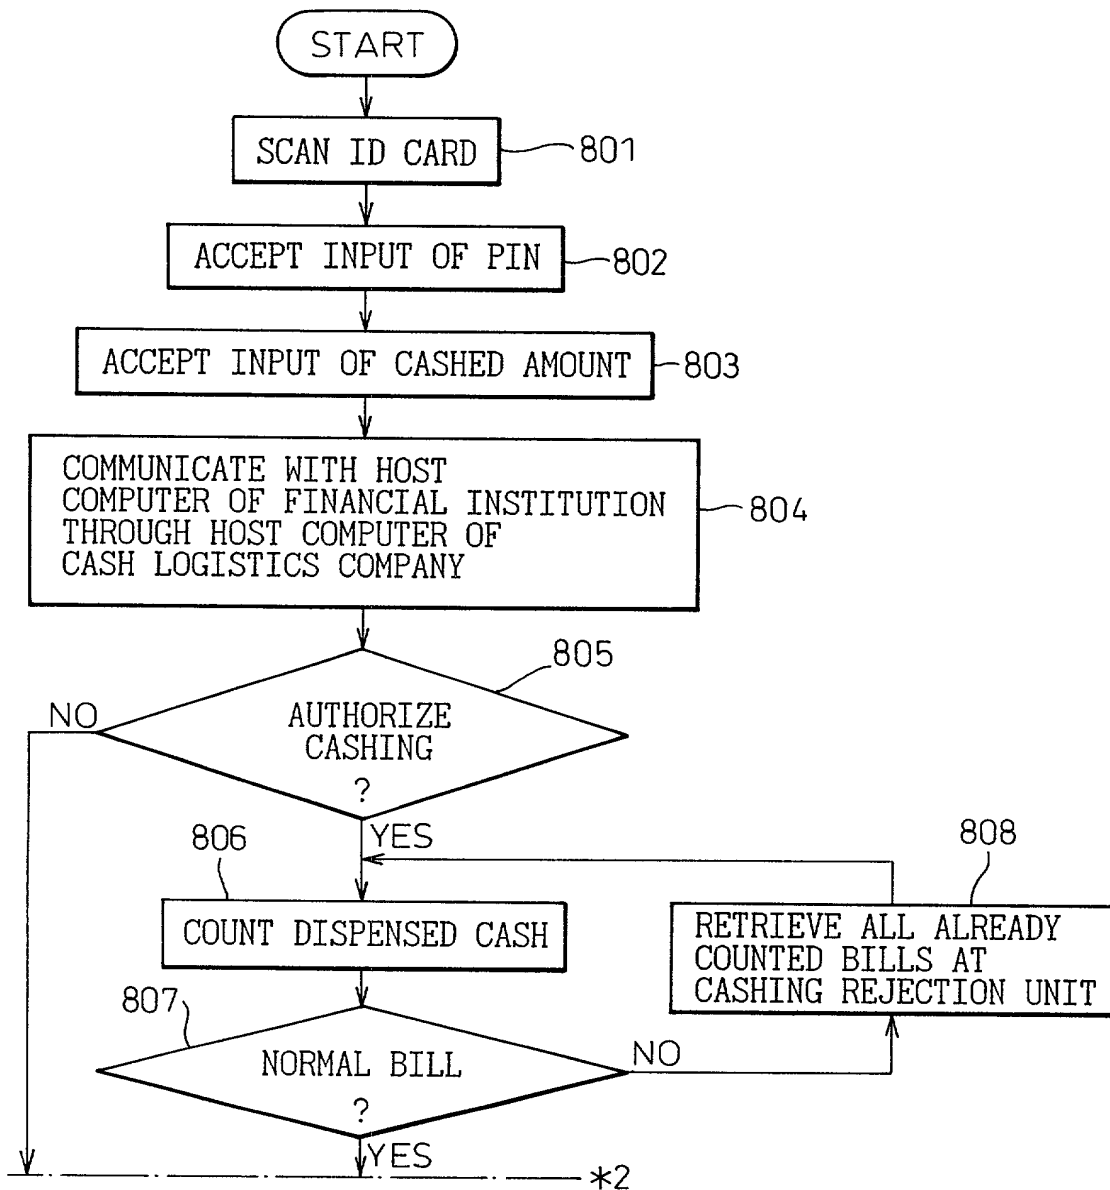 START
SCAN ID CARD
801
ACCEPT INPUT OF PIN
802
ACCEPT INPUT OF CASHED AMOUNT
803
COMMUNICATE WITH HOST
COMPUTER OF FINANCIAL INSTITUTION
THROUGH HOST COMPUTER OF
CASH LOGISTICS COMPANY
804
805
NO
AUTHORIZE
CASHING
?
YES
806
808
COUNT DISPENSED CASH
RETRIEVE ALL ALREADY
COUNTED BILLS AT
CASHING REJECTION UNIT
807
NORMAL BILL
?
NO
YES
*2